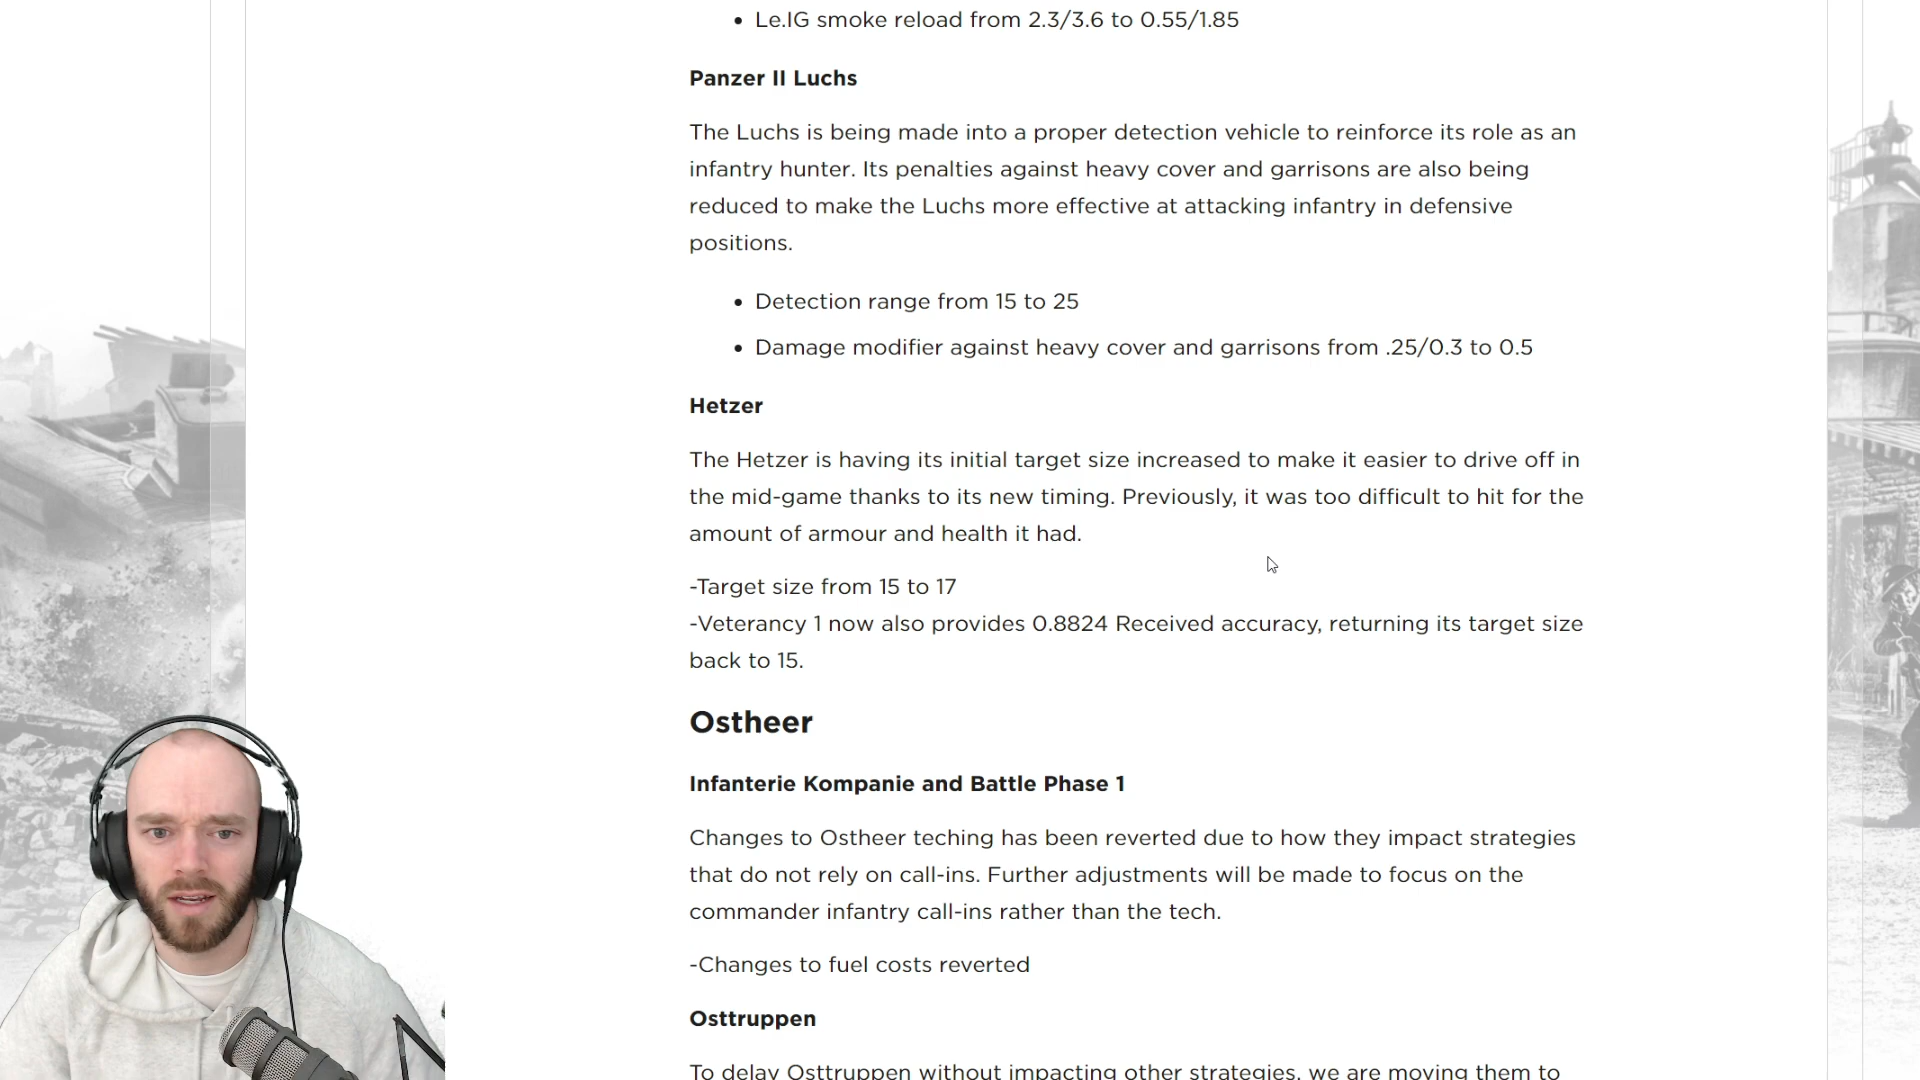 • Le.IG smoke reload from 2.3/3.6 to 0.55/1.85
Panzer II Luchs
The Luchs is being made into a proper detection vehicle to reinforce its role as an
infantry hunter. Its penalties against heavy cover and garrisons are also being
reduced to make the Luchs more effective at attacking infantry in defensive
positions.
• Detection range from 15 to 25
• Damage modifier against heavy cover and garrisons from .25/0.3 to 0.5
Hetzer
The Hetzer is having its initial target size increased to make it easier to drive off in
the mid-game thanks to its new timing. Previously, it was too difficult to hit for the
amount of armour and health it had.
-Target size from 15 to 17
-Veterancy 1 now also provides 0.8824 Received accuracy, returning its target size
back to 15.
Ostheer
Infanterie Kompanie and Battle Phase 1
Changes to Ostheer teching has been reverted due to how they impact strategies
that do not rely on call-ins. Further adjustments will be made to focus on the
commander infantry call-ins rather than the tech.
-Changes to fuel costs reverted
Osttruppen
To delay Osttruppen without impacting other strategies, we are moving them to